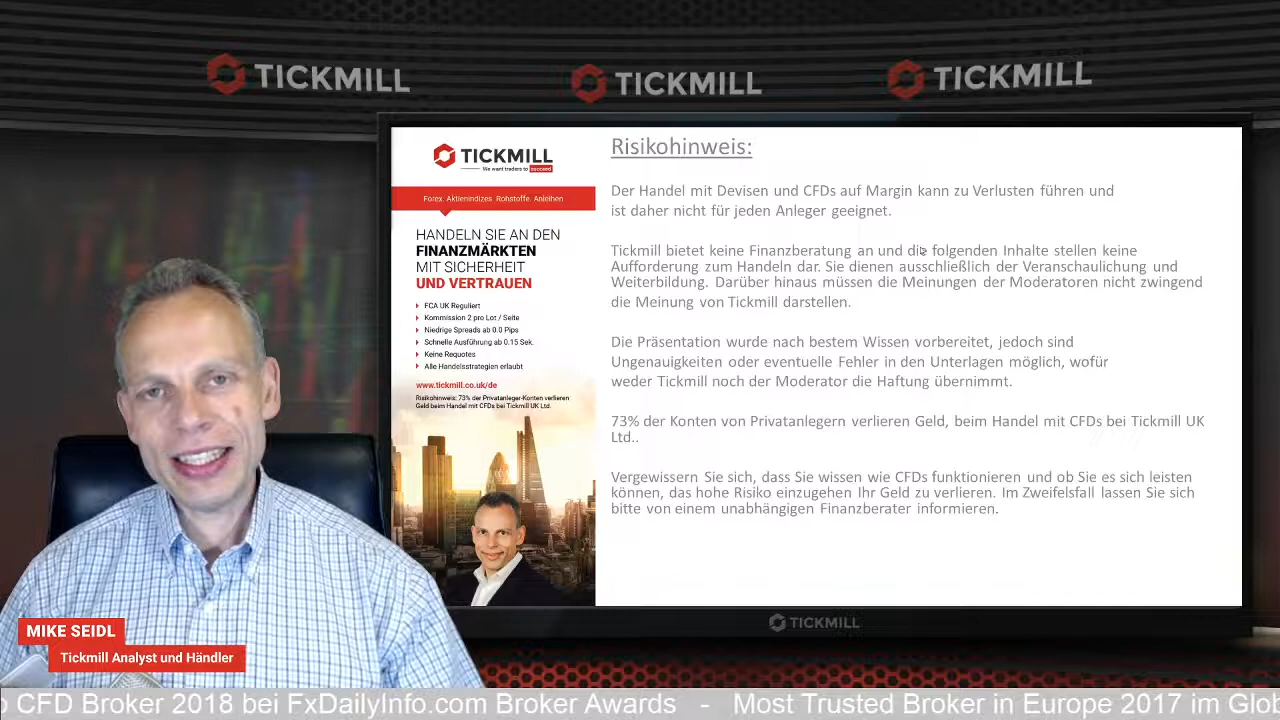 TICKMILL
TICKMILL
TICKMILL
TICKMILL
We want traders to succeed
Forex. Aktienindizes Rohstoffe. Anleihen
HANDELN SIE AN DEN
FINANZMÄRKTEN
MIT SICHERHEIT
UND VERTRAUEN
FCA UK Reguliert
Kommission 2 pro Lot / Seite
Niedrige Spreads ab 0.0 Pips
Schnelle Ausführung ab 0.15 Sek.
Keine Requotes
Alle Handelsstrategien erlaubt
www.tickmill.co.uk/de
Risikohinweis: 73% der Privatanleger-Konten verlieren
Geld beim Handel mit CFDs bei Tickmill UK Ltd.
Risikohinweis:
Der Handel mit Devisen und CFDs auf Margin kann zu Verlusten führen und
ist daher nicht für jeden Anleger geeignet.
Tickmill bietet keine Finanzberatung an und die folgenden Inhalte stellen keine
Aufforderung zum Handeln dar. Sie dienen ausschließlich der Veranschaulichung und
Weiterbildung. Darüber hinaus müssen die Meinungen der Moderatoren nicht zwingend
die Meinung von Tickmill darstellen.
Die Präsentation wurde nach bestem Wissen vorbereitet, jedoch sind
Ungenauigkeiten oder eventuelle Fehler in den Unterlagen möglich, wofür
weder Tickmill noch der Moderator die Haftung übernimmt.
73% der Konten von Privatanlegern verlieren Geld, beim Handel mit CFDs bei Tickmill UK
Ltd..
Vergewissern Sie sich, dass Sie wissen wie CFDs funktionieren und ob Sie es sich leisten
können, das hohe Risiko einzugehen Ihr Geld zu verlieren. Im Zweifelsfall lassen Sie sich
bitte von einem unabhängigen Finanzberater informieren.
TICKMILL
MIKE SEIDL
Tickmill Analyst und Händler
CFD Broker 2018 bei FxDailyInfo.com Broker Awards - Most Trusted Broker in Europe 2017 im